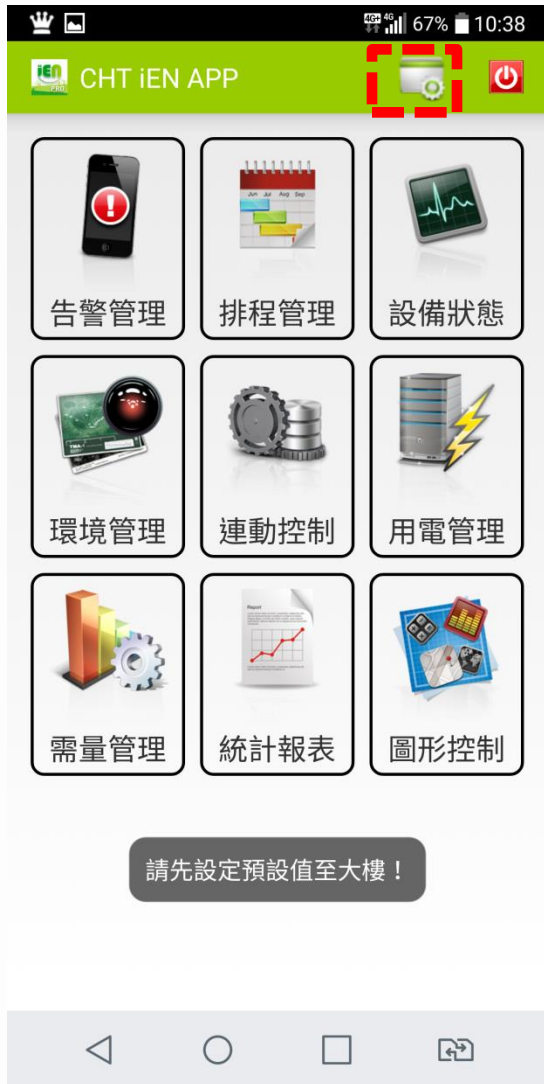 4G+ 4G 67% 10:38
iEN PRO CHT iEN APP
告警管理 排程管理 設備狀態
環境管理 連動控制 用電管理
需量管理 統計報表 圖形控制
請先設定預設值至大樓！